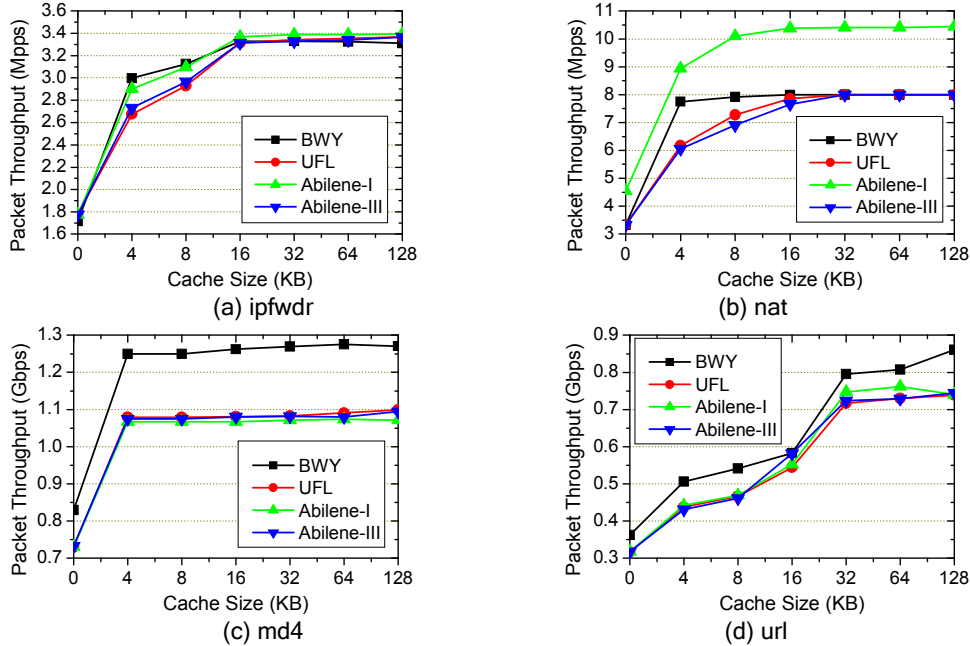 3.6
3.4
3.2
3.0
2.8
2.6
2.4
2.2
2.0
1.8
1.6
Packet Throughput (Mpps)
BWY
UFL
Abilene-I
Abilene-III
0 4 8 16 32 64 128
Cache Size (KB)
(a) ipfwdr
11
10
9
8
7
6
5
4
3
Packet Throughput (Mpps)
BWY
UFL
Abilene-I
Abilene-III
0 4 8 16 32 64 128
Cache Size (KB)
(b) nat
1.3
1.2
1.1
1.0
0.9
0.8
0.7
Packet Throughput (Gbps)
BWY
UFL
Abilene-I
Abilene-III
0 4 8 16 32 64 128
Cache Size (KB)
(c) md4
0.9
0.8
0.7
0.6
0.5
0.4
0.3
Packet Throughput (Gbps)
BWY
UFL
Abilene-I
Abilene-III
0 4 8 16 32 64 128
Cache Size (KB)
(d) url